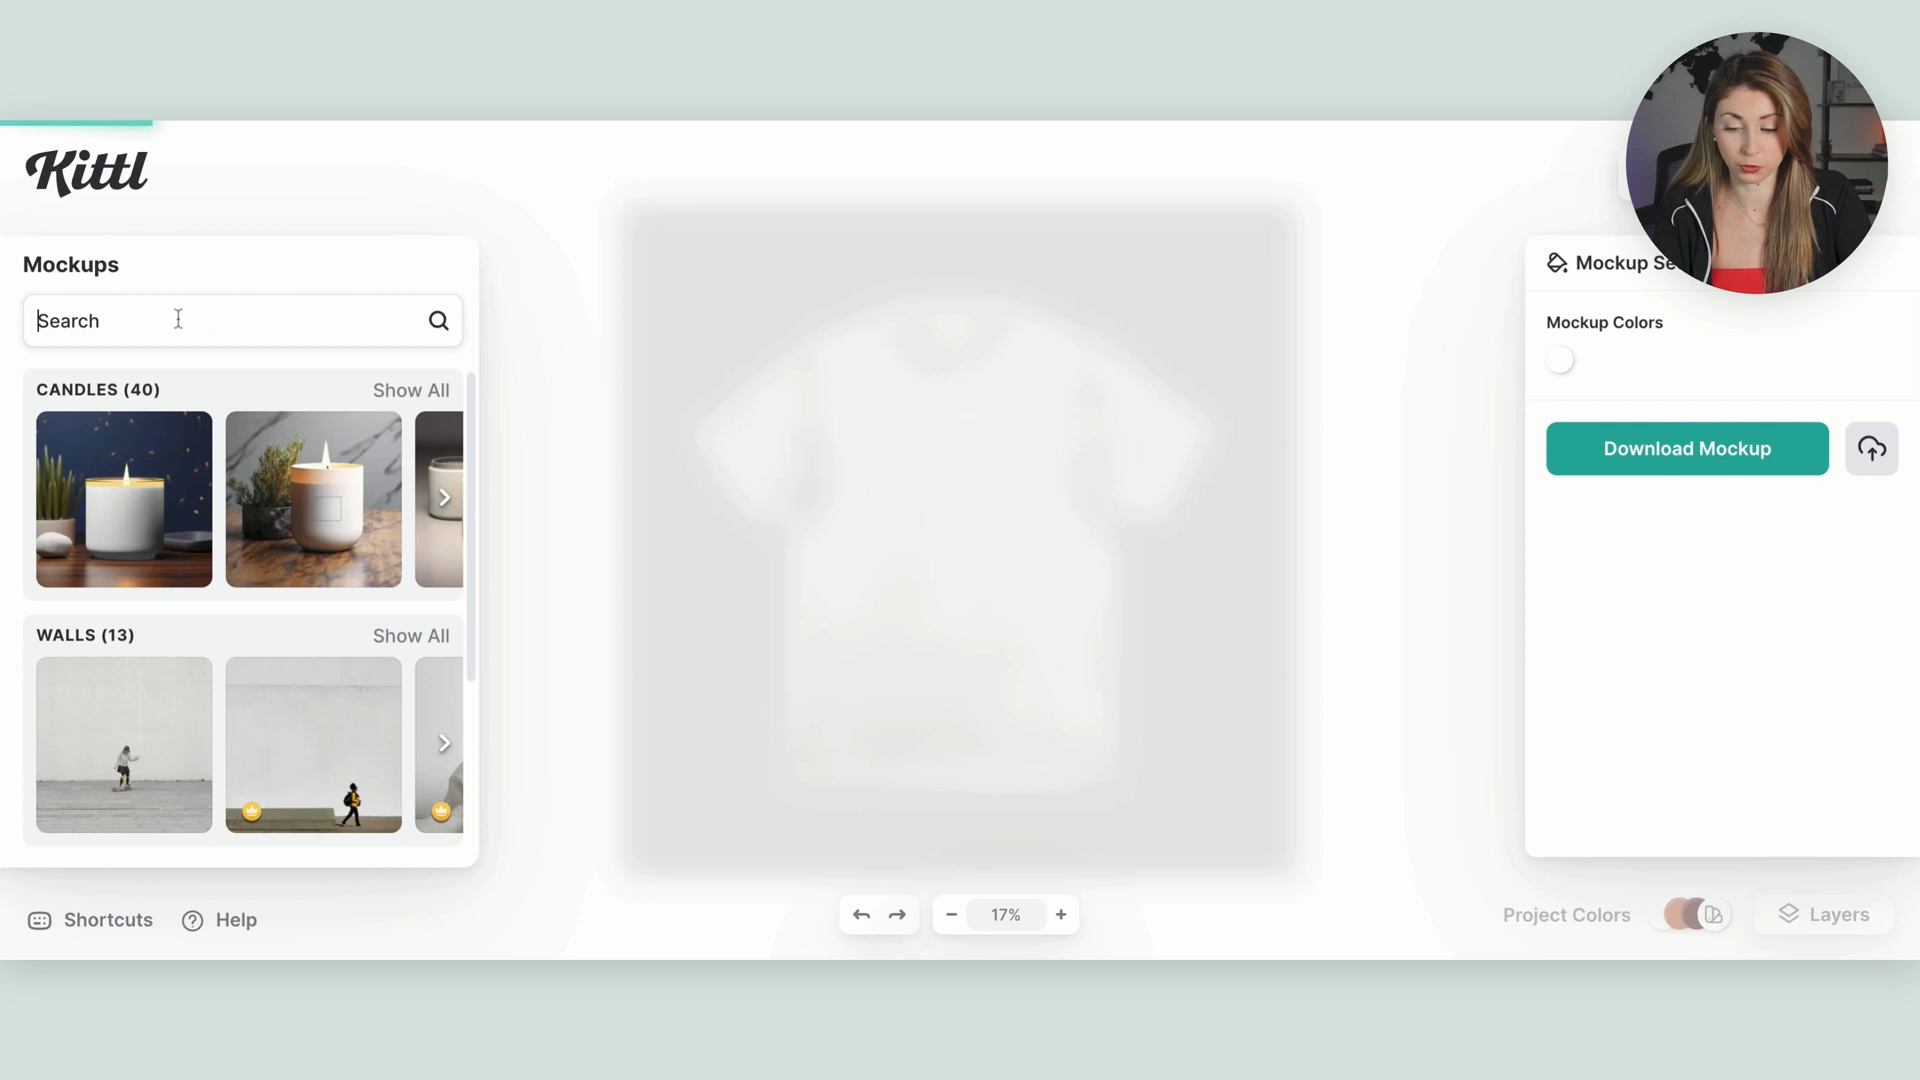 Kittl
Mockups
Search
CANDLES (40)
Show All
WALLS (13)
Show All
Shortcuts
Help
17%
Mockup Se
Mockup Colors
Download Mockup
Project Colors
Layers